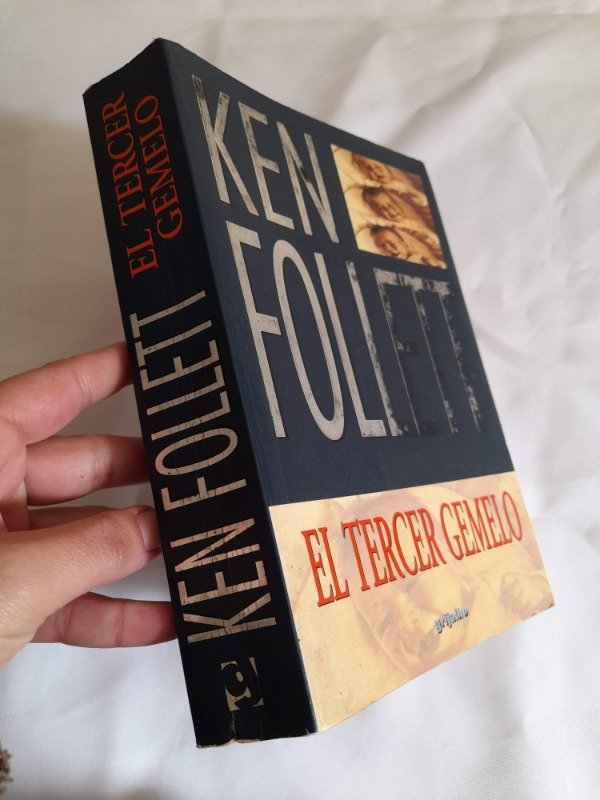 KEN
FOLLETT
EL TERCER GEMELO
grijalbo
EL TERCER
GEMELO
KEN FOLLETT
g